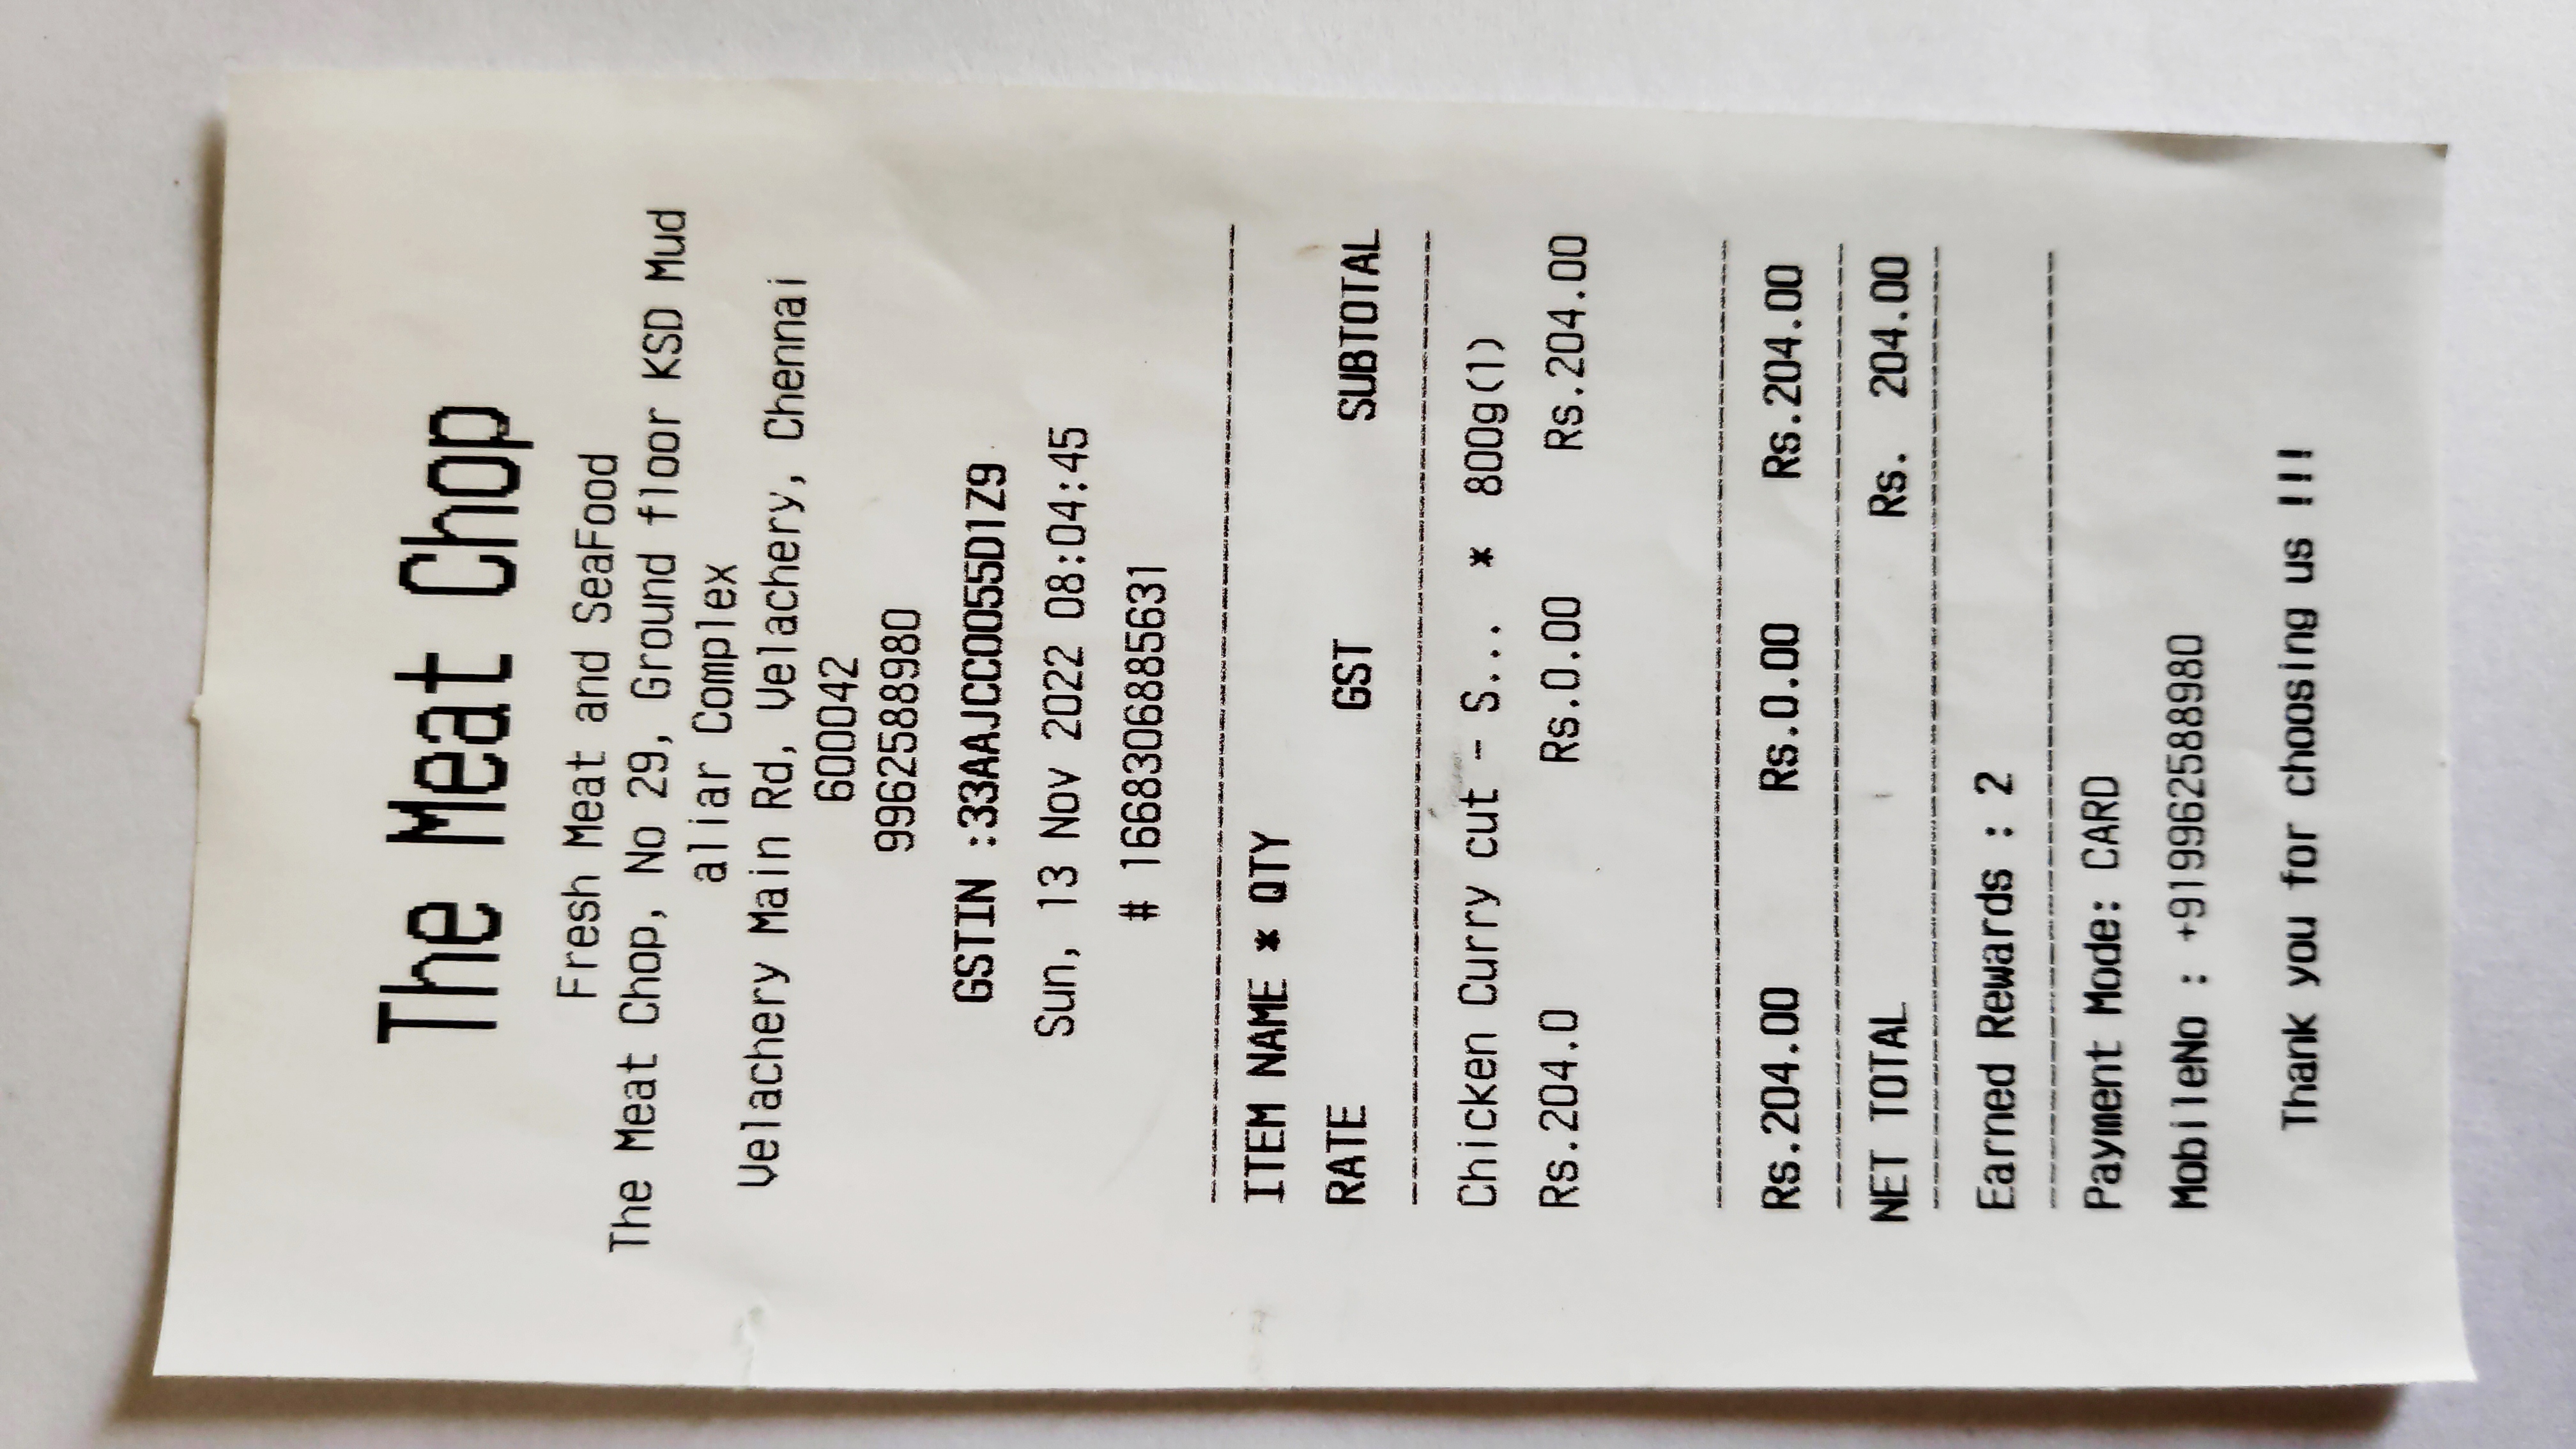 The Meat Chop
Fresh Meat and SeaFood
The Meat Chop, No 29, Ground floor KSD Mud
aliar Complex
Velachery Main Rd, Velachery, Chennai
600042
9962588980
GSTIN :33AAJCC0055D1Z9
Sun, 13 Nov 2022 08:04:45
# 1668306885631
ITEM NAME * QTY
RATE GST SUBTOTAL
Chicken Curry cut - S... * 800g(1)
Rs.204.0 Rs.0.00 Rs.204.00
Rs.204.00 Rs.0.00 Rs.204.00
NET TOTAL Rs. 204.00
Earned Rewards : 2
Payment Mode: CARD
MobileNo : +919962588980
Thank you for choosing us !!!